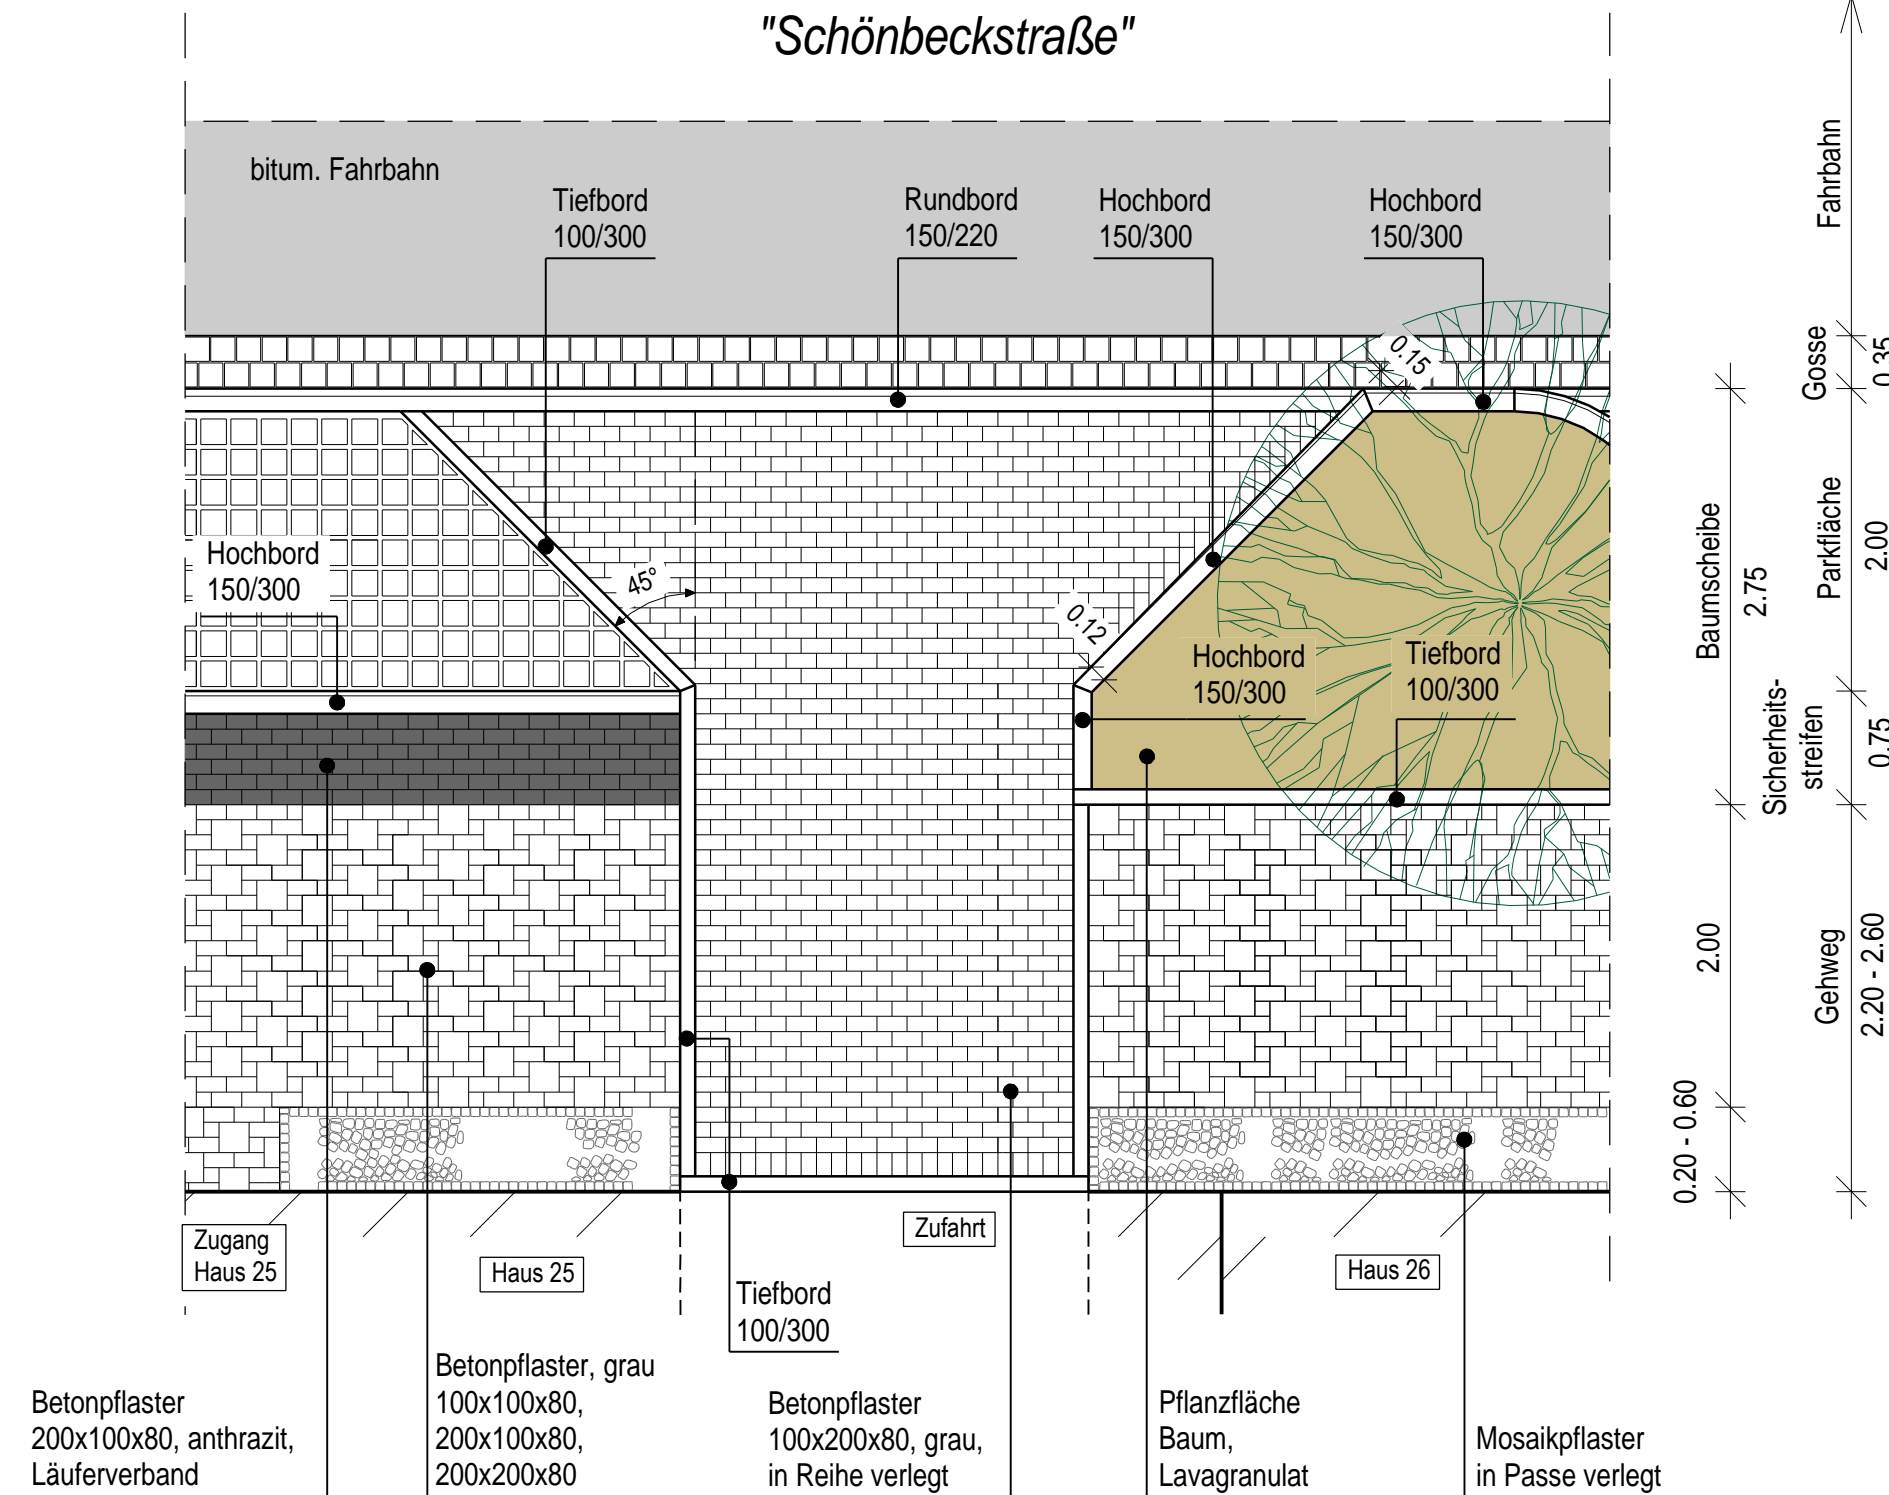 "Schönbeckstraße"
bitum. Fahrbahn
Tiefbord
100/300
Rundbord
150/220
Hochbord
150/300
Hochbord
150/300
Fahrbahn
Gosse
0.35
0.15
Hochbord
150/300
45°
0.12
Baumscheibe
2.75
Parkfläche
2.00
Hochbord
150/300
Tiefbord
100/300
Sicherheits-
streifen
0.75
2.00
Gehweg
2.20 - 2.60
0.20 - 0.60
Zugang
Haus 25
Haus 25
Zufahrt
Haus 26
Tiefbord
100/300
Betonpflaster
200x100x80, anthrazit,
Läuferverband
Betonpflaster, grau
100x100x80,
200x100x80,
200x200x80
Betonpflaster
100x200x80, grau,
in Reihe verlegt
Pflanzfläche
Baum,
Lavagranulat
Mosaikpflaster
in Passe verlegt